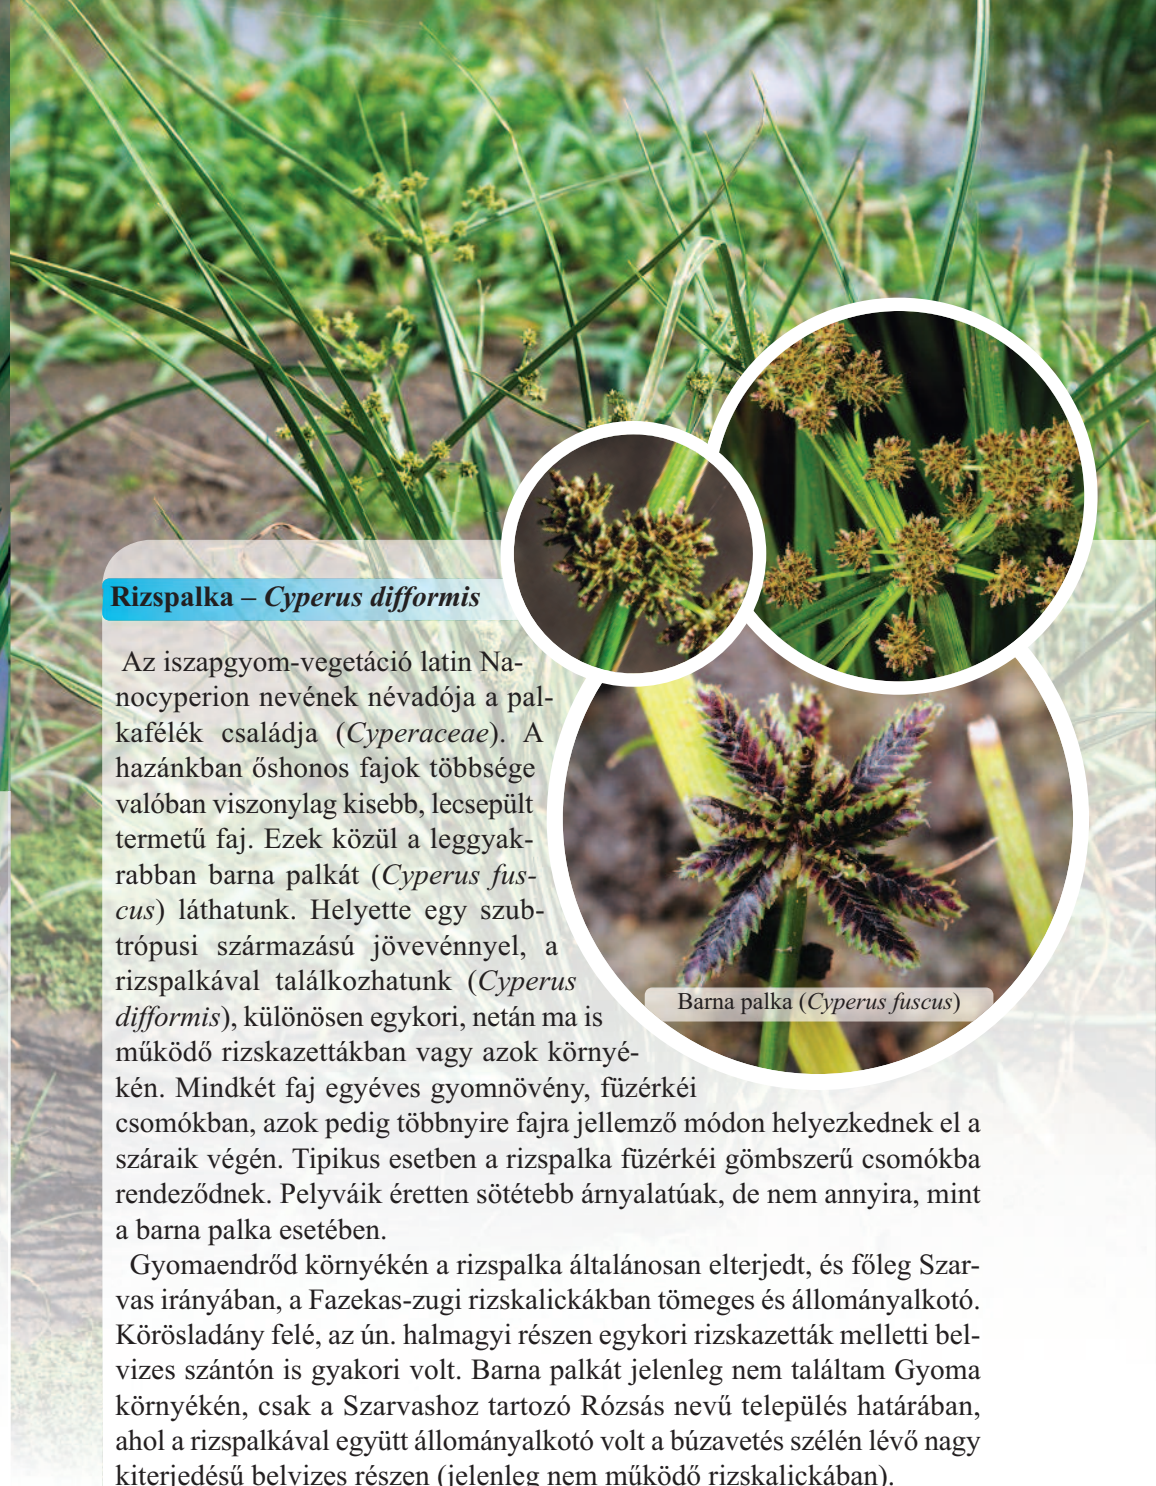 Rizspalka – Cyperus difformis
Az iszapgyom-vegetáció latin Na-
nocyperion nevének névadója a pal-
kafélék családja (Cyperaceae). A
hazánkban őshonos fajok többsége
valóban viszonylag kisebb, lecsepült
termetű faj. Ezek közül a leggyak-
rabban barna palkát (Cyperus fus-
cus) láthatunk. Helyette egy szub-
trópusi származású jövevénnyel, a
rizspalkával találkozhatunk (Cyperus
difformis), különösen egykori, netán ma is
működő rizskazettákban vagy azok környé-
kén. Mindkét faj egyéves gyomnövény, füzérkéi
csomókban, azok pedig többnyire fajra jellemző módon helyezkednek el a
száraik végén. Tipikus esetben a rizspalka füzérkéi gömbszerű csomókba
rendeződnek. Pelyváik éretten sötétebb árnyalatúak, de nem annyira, mint
a barna palka esetében.
Gyomaendrőd környékén a rizspalka általánosan elterjedt, és főleg Szar-
vas irányában, a Fazekas-zugi rizskalickákban tömeges és állományalkotó.
Körösladány felé, az ún. halmagyi részen egykori rizskazetták melletti bel-
vizes szántón is gyakori volt. Barna palkát jelenleg nem találtam Gyoma
környékén, csak a Szarvashoz tartozó Rózsás nevű település határában,
ahol a rizspalkával együtt állományalkotó volt a búzavetés szélén lévő nagy
kiterjedésű belvizes részen (jelenleg nem működő rizskalickában).
Barna palka (Cyperus fuscus)